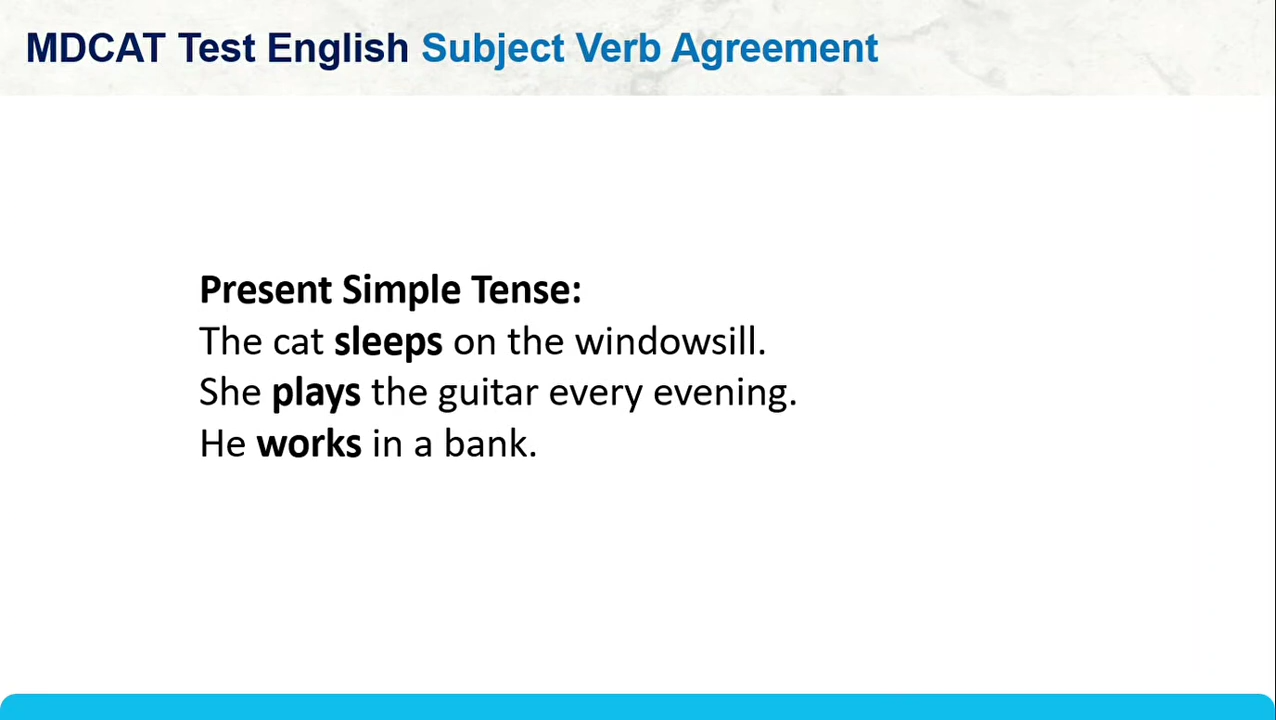 MDCAT Test English Subject Verb Agreement
Present Simple Tense:
The cat sleeps on the windowsill.
She plays the guitar every evening.
He works in a bank.